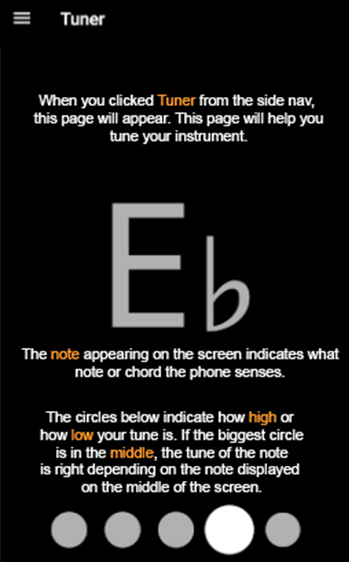 Tuner
When you clicked Tuner from the side nav,
this page will appear. This page will help you
tune your instrument.
E♭
The note appearing on the screen indicates what
note or chord the phone senses.
The circles below indicate how high or
how low your tune is. If the biggest circle
is in the middle, the tune of the note
is right depending on the note displayed
on the middle of the screen.